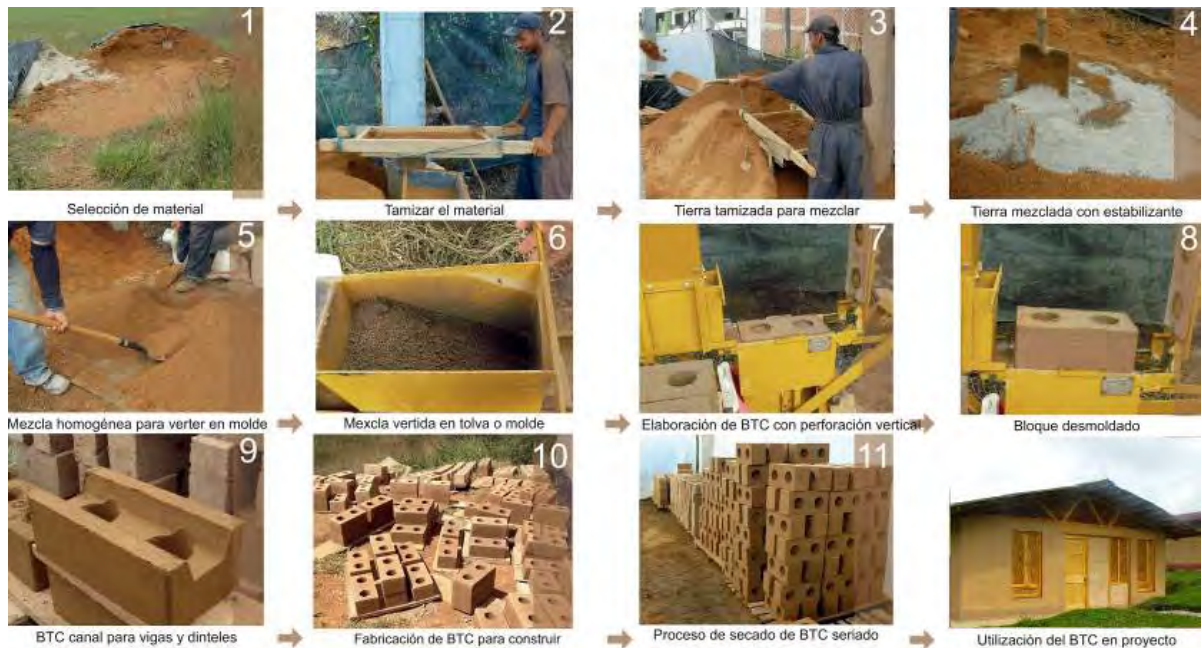 1
2
3
4
Selección de material
Tamizar el material
Tierra tamizada para mezclar
Tierra mezclada con estabilizante
5
6
7
8
Mezcla homogénea para verter en molde
Mexcla vertida en tolva o molde
Elaboración de BTC con perforación vertical
Bloque desmoldado
9
10
11
BTC canal para vigas y dinteles
Fabricación de BTC para construir
Proceso de secado de BTC seriado
Utilización del BTC en proyecto